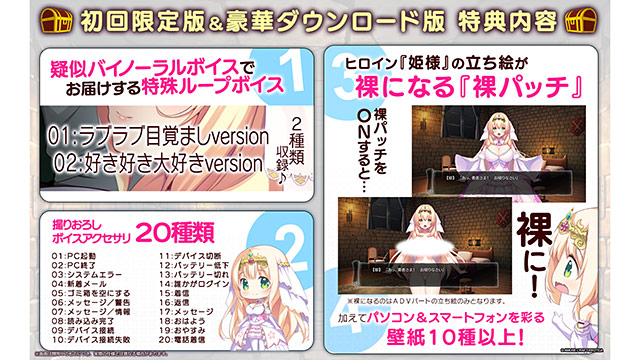 初回限定版&豪華ダウンロード版 特典内容
1
疑似バイノーラルボイスで
お届けする特殊ループボイス
01:ラブラブ目覚ましversion
02:好き好き大好きversion
2種類
収録♪
2
撮りおろし
ボイスアクセサリ 20種類
01:PC起動
02:PC終了
03:システムエラー
04:新着メール
05:ゴミ箱を空にする
06:メッセージ/警告
07:メッセージ/情報
08:読み込み完了
09:デバイス接続
10:デバイス接続失敗
11:デバイス切断
12:バッテリー低下
13:バッテリー切れ
14:誰かがログイン
15:着信
16:返信
17:メッセージ
18:おはよう
19:おやすみ
20:電話着信
3
ヒロイン『姫様』の立ち絵が
裸になる『裸パッチ』
裸パッチを
ONすると…
裸に!
※裸になるのはADVパートの立ち絵のみとなります。
4
加えてパソコン&スマートフォンを彩る
壁紙10種以上!